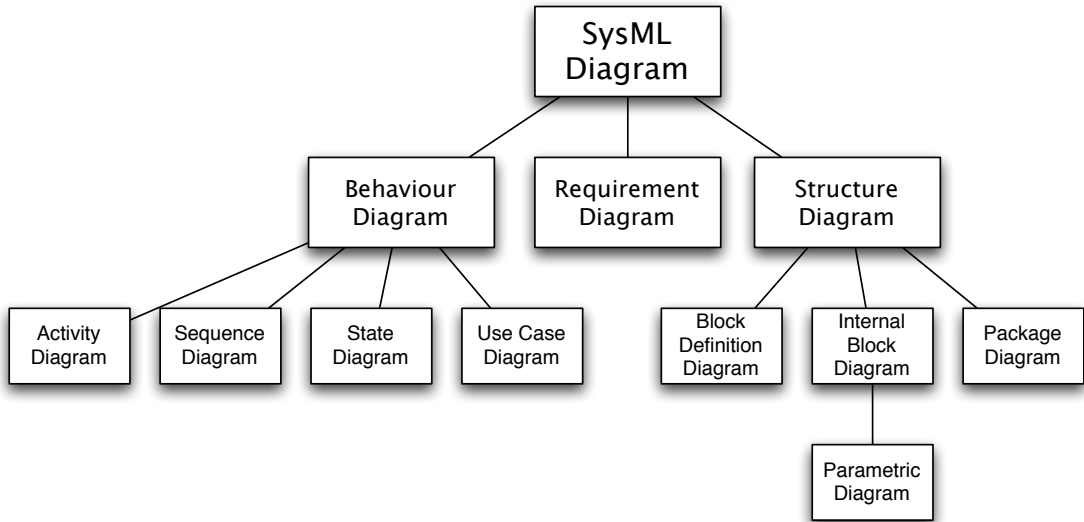 SysML
Diagram
Behaviour
Diagram
Requirement
Diagram
Structure
Diagram
Activity
Diagram
Sequence
Diagram
State
Diagram
Use Case
Diagram
Block
Definition
Diagram
Internal
Block
Diagram
Package
Diagram
Parametric
Diagram